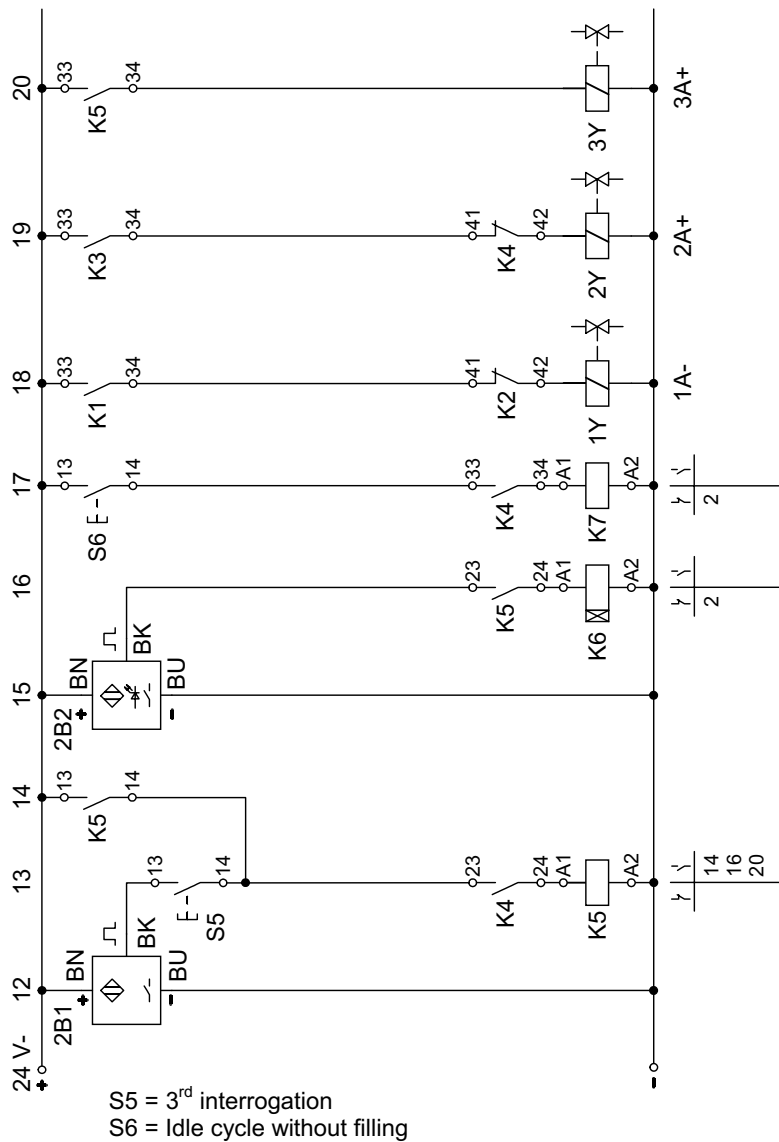 24 V-
+
12
13
14
15
16
17
18
19
20
2B1
+
BN
BK
-
BU
13
14
S5
13
14
K5
2B2
+
BN
BK
-
BU
13
14
S6
33
34
K1
33
34
K3
33
34
K5
23
24
K4
23
24
K5
33
34
K4
41
42
K2
41
42
K4
A1
A2
K5
A1
A2
K6
A1
A2
K7
1Y
2Y
3Y
-
14
16
20
2
2
1A-
2A+
3A+
S5 = 3rd interrogation
S6 = Idle cycle without filling